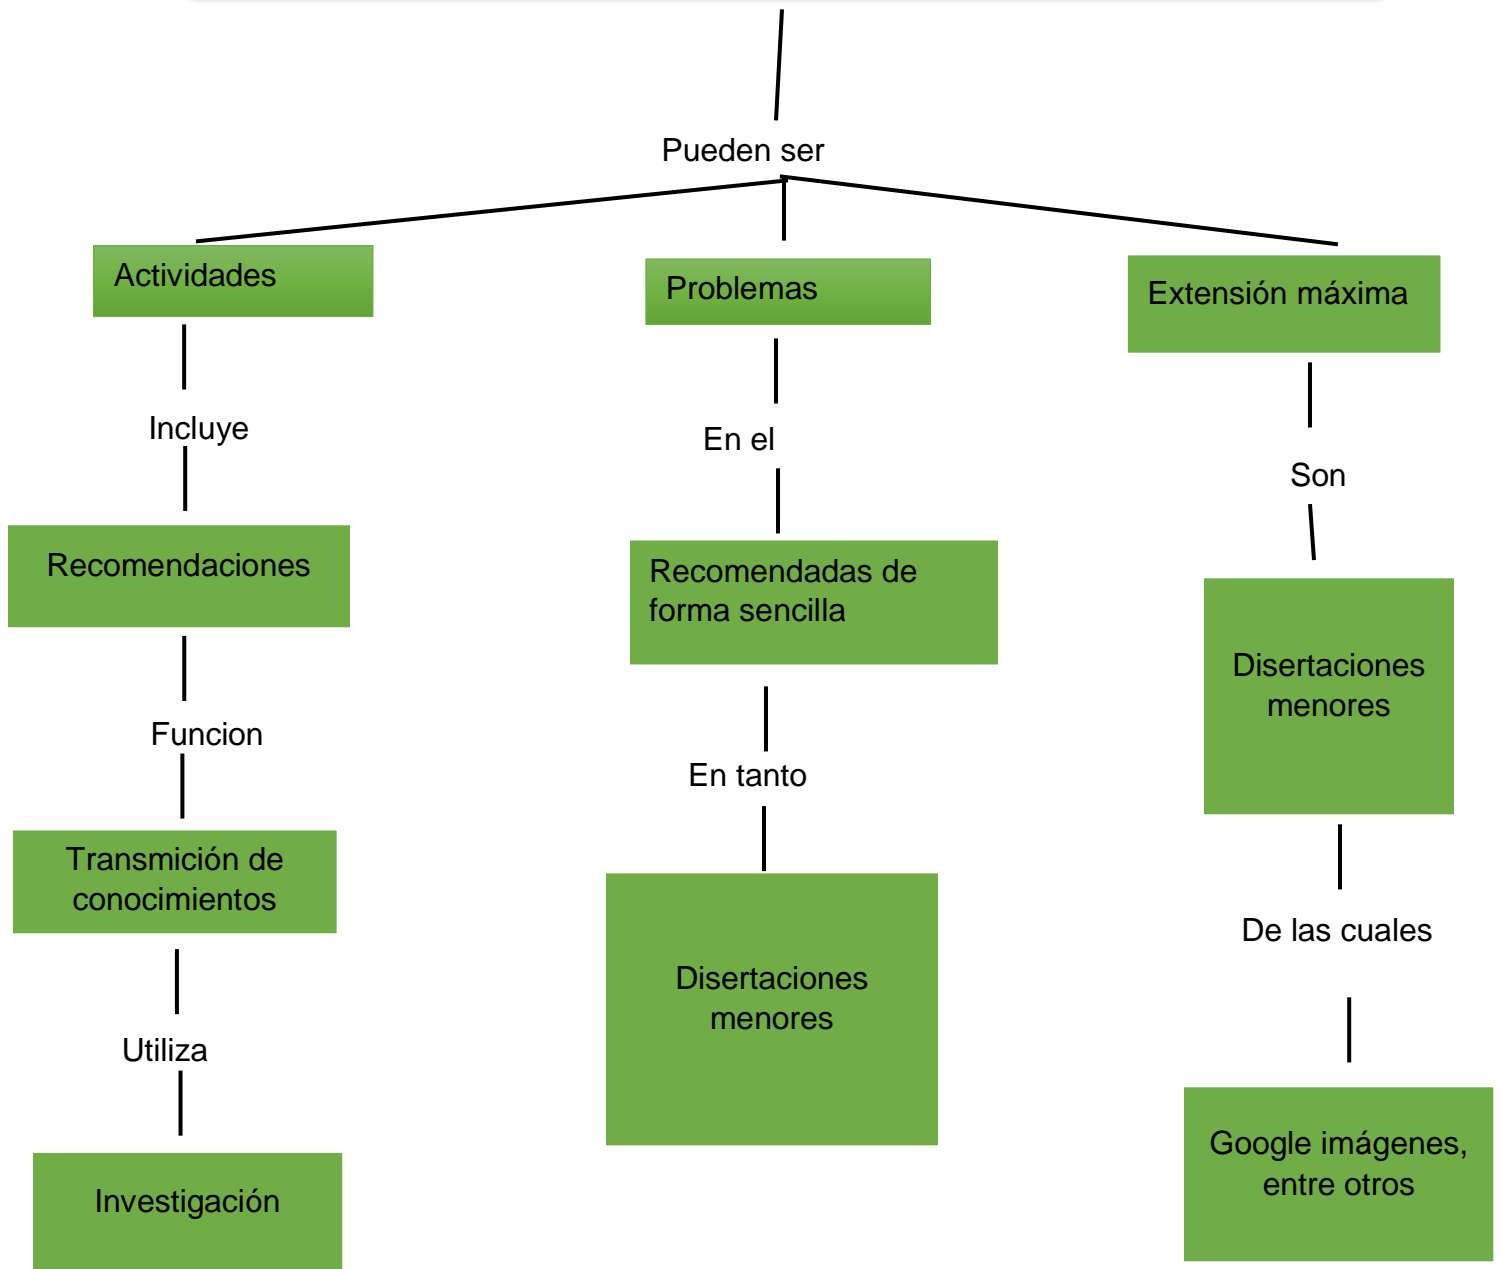 Pueden ser
Actividades
Problemas
Extensión máxima
Incluye
En el
Son
Recomendaciones
Recomendadas de
forma sencilla
Disertaciones
menores
Funcion
En tanto
Transmición de
conocimientos
Disertaciones
menores
De las cuales
Utiliza
Google imágenes,
entre otros
Investigación